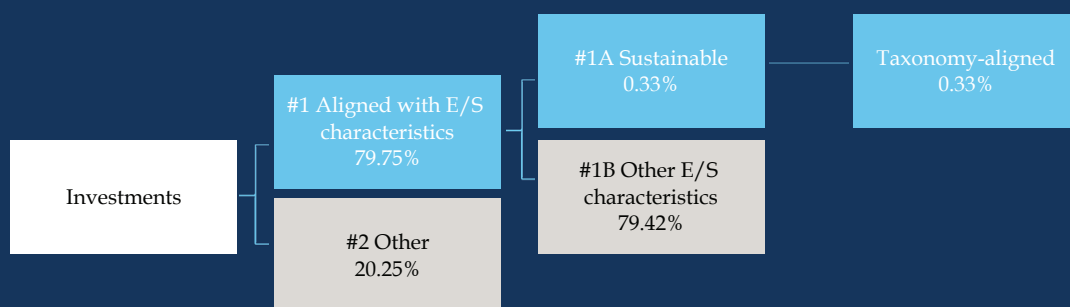 Investments
#1 Aligned with E/S
characteristics
79.75%
#2 Other
20.25%
#1A Sustainable
0.33%
#1B Other E/S
characteristics
79.42%
Taxonomy-aligned
0.33%